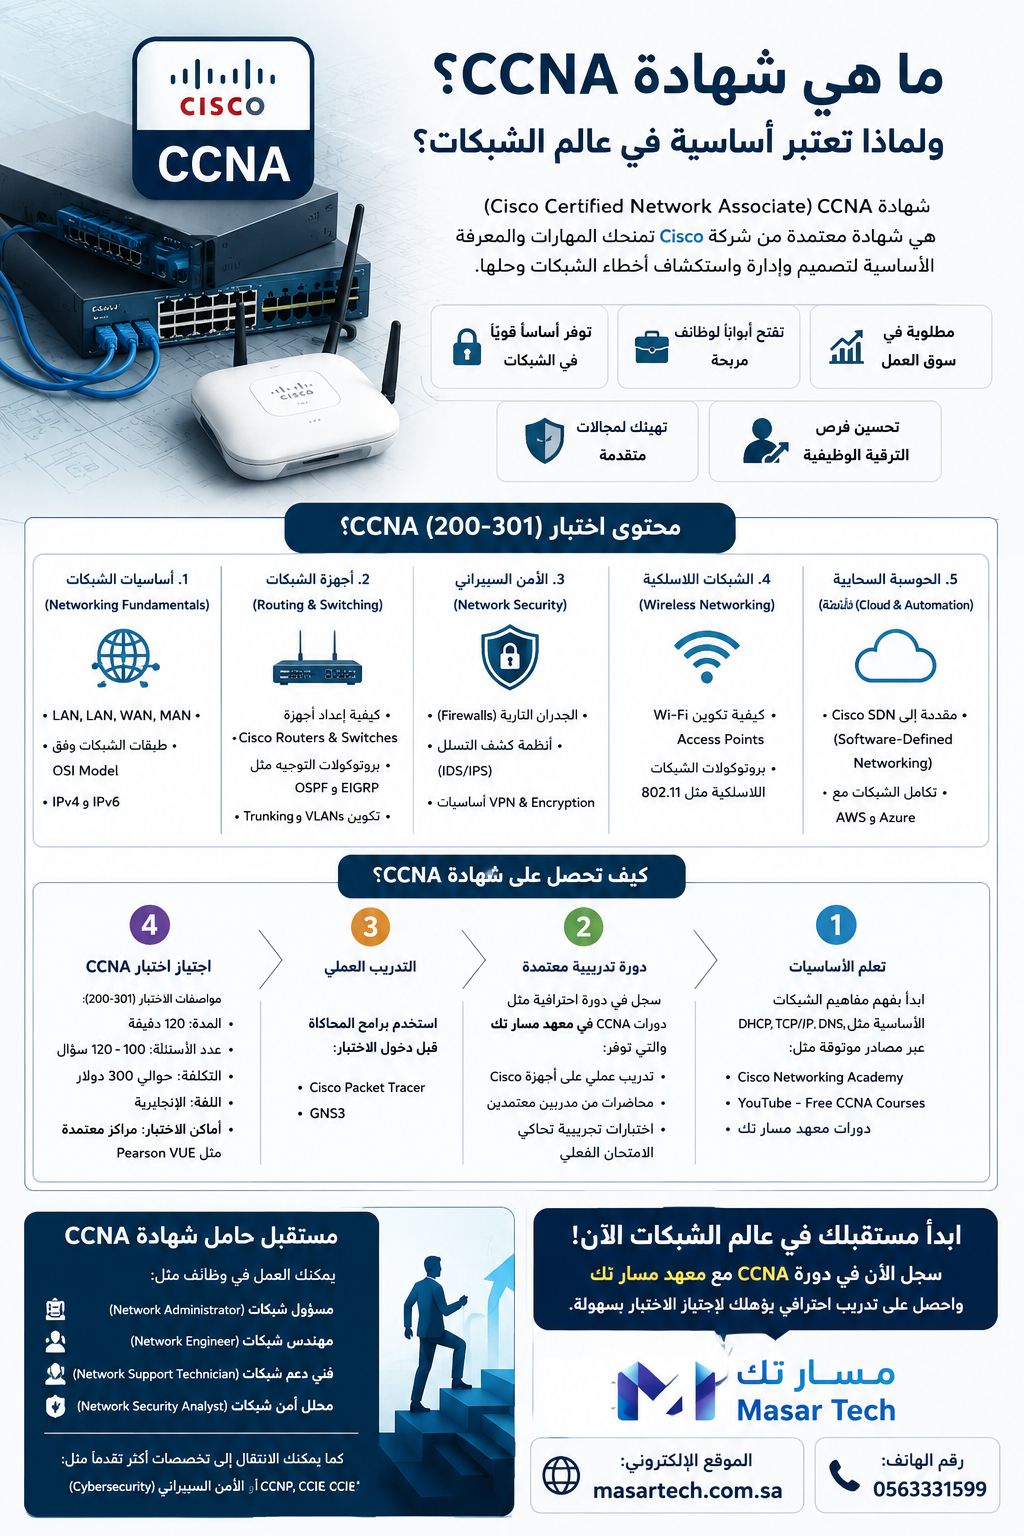 CISCO
CCNA
ما هي شهادة CCNA؟
ولماذا تعتبر أساسية في عالم الشبكات؟
شهادة CCNA (Cisco Certified Network Associate)
هي شهادة معتمدة من شركة Cisco تمنحك المهارات والمعرفة
الأساسية لتصميم وإدارة واستكشاف أخطاء الشبكات وحلها.
مطلوبة في
سوق العمل
تفتح أبوابًا لوظائف
مربحة
توفر أساساً قويًا
في الشبكات
تحسين فرص
الترقية الوظيفية
تهيئك لمجالات
متقدمة
CISCO
محتوى اختبار CCNA (200-301)؟
1. أساسيات الشبكات
(Networking Fundamentals)
• LAN, LAN, WAN, MAN •
• طبقات الشبكات وفق
OSI Model
• IPv4 و IPv6
2. أجهزة الشبكات
(Routing & Switching)
• كيفية إعداد أجهزة
Cisco Routers & Switches •
• بروتوكولات التوجيه مثل
OSPF و EIGRP
• تكوين VLANs و Trunking •
3. الأمن السيبراني
(Network Security)
• الجدران النارية (Firewalls) •
• أنظمة كشف التسلل •
(IDS/IPS)
• أساسيات VPN & Encryption
4. الشبكات اللاسلكية
(Wireless Networking)
• كيفية تكوين Wi-Fi
Access Points
• بروتوكولات الشبكات
اللاسلكية مثل 802.11
5. الحوسبة السحابية
(Cloud & Automation)
• مقدمة إلى Cisco SDN •
(Software-Defined
Networking)
• تكامل الشبكات مع •
AWS و Azure
كيف تحصل على شهادة CCNA؟
1
تعلم الأساسيات
ابدأ بفهم مفاهيم الشبكات
الأساسية مثل DHCP, TCP/IP. DNS,
عبر مصادر موثوقة مثل:
• Cisco Networking Academy
• YouTube - Free CCNA Courses
• دورات معهد مسار تك
2
دورة تدريبية معتمدة
سجل في دورة احترافية مثل
دورات CCNA في معهد مسار تك
والتي توفر:
• تدريب عملي على أجهزة Cisco
• محاضرات من مدربين معتمدين
• اختبارات تجريبية تحاكي
الامتحان الفعلي
3
التدريب العملي
استخدم برامج المحاكاة
قبل دخول الاختبار:
• Cisco Packet Tracer
• GNS3
4
اجتياز اختبار CCNA
مواصفات الاختبار (301-200):
• المدة: 120 دقيقة
• عدد الأسئلة: 100 - 120 سؤال
• التكلفة: حوالي 300 دولار
• اللغة: الإنجليزية
• أماكن الاختبار: مراكز معتمدة
مثل Pearson VUE
ابدأ مستقبلك في عالم الشبكات الآن!
سجل الأن في دورة CCNA مع معهد مسار تك
واحصل على تدريب احترافي يؤهلك لإجتياز الاختبار بسهولة.
مسار تك
Masar Tech
رقم الهاتف:
0563331599
الموقع الإلكتروني:
masartech.com.sa
مستقبل حامل شهادة CCNA
يمكنك العمل في وظائف مثل:
مسؤول شبكات (Network Administrator)
مهندس شبكات (Network Engineer)
فني دعم شبكات (Network Support Technician)
محلل أمن شبكات (Network Security Analyst)
كما يمكنك الانتقال إلى تخصصات أكثر تقدماً مثل:
CCNP, CCIE CCIE* أو الأمن السيبراني (Cybersecurity)